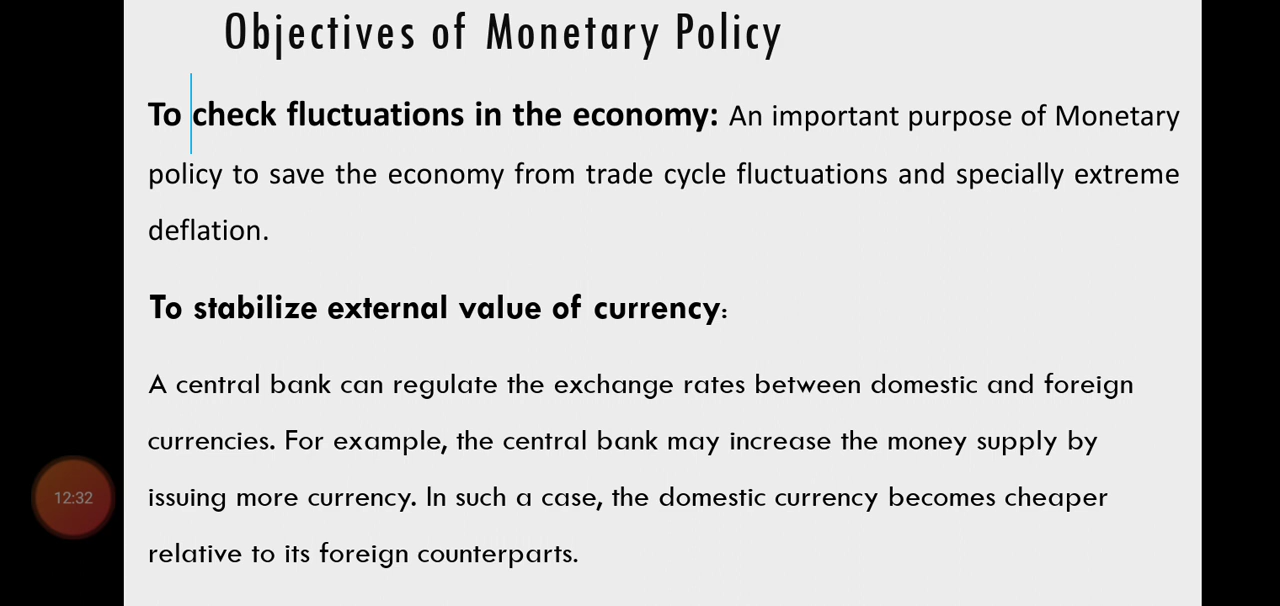 Objectives of Monetary Policy
To check fluctuations in the economy: An important purpose of Monetary
policy to save the economy from trade cycle fluctuations and specially extreme
deflation.
To stabilize external value of currency:
A central bank can regulate the exchange rates between domestic and foreign
currencies. For example, the central bank may increase the money supply by
issuing more currency. In such a case, the domestic currency becomes cheaper
relative to its foreign counterparts.
12:32